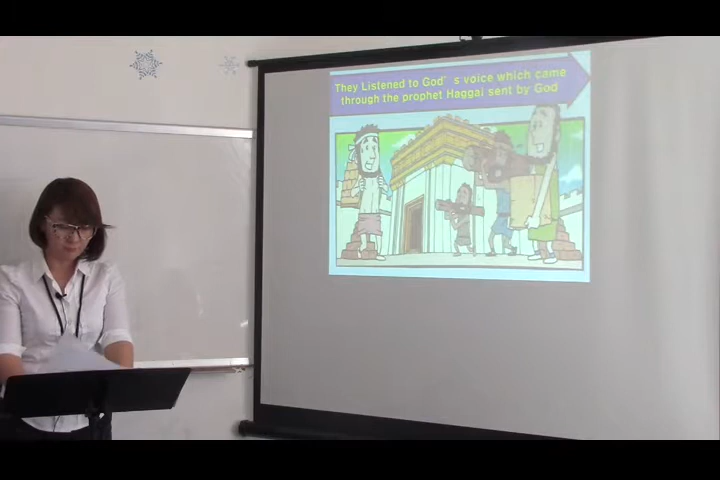 They Listened to God's voice which came
through the prophet Haggai sent by God